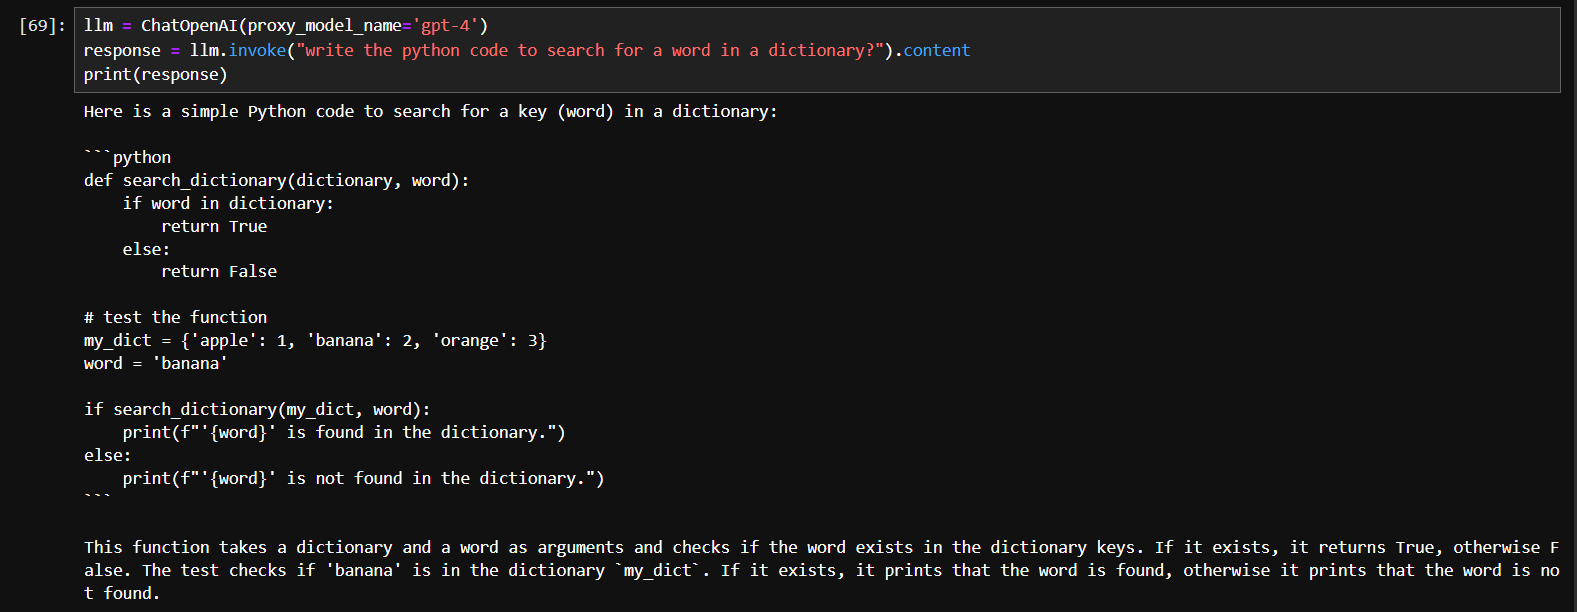 [69]: llm = ChatOpenAI(proxy_model_name='gpt-4')
response = llm.invoke("write the python code to search for a word in a dictionary?").content
print(response)
Here is a simple Python code to search for a key (word) in a dictionary:
```python
def search_dictionary(dictionary, word):
    if word in dictionary:
        return True
    else:
        return False
# test the function
my_dict = {'apple': 1, 'banana': 2, 'orange': 3}
word = 'banana'
if search_dictionary(my_dict, word):
    print(f"'{word}' is found in the dictionary.")
else:
    print(f"'{word}' is not found in the dictionary.")
```
This function takes a dictionary and a word as arguments and checks if the word exists in the dictionary keys. If it exists, it returns True, otherwise F
alse. The test checks if 'banana' is in the dictionary `my_dict`. If it exists, it prints that the word is found, otherwise it prints that the word is no
t found.